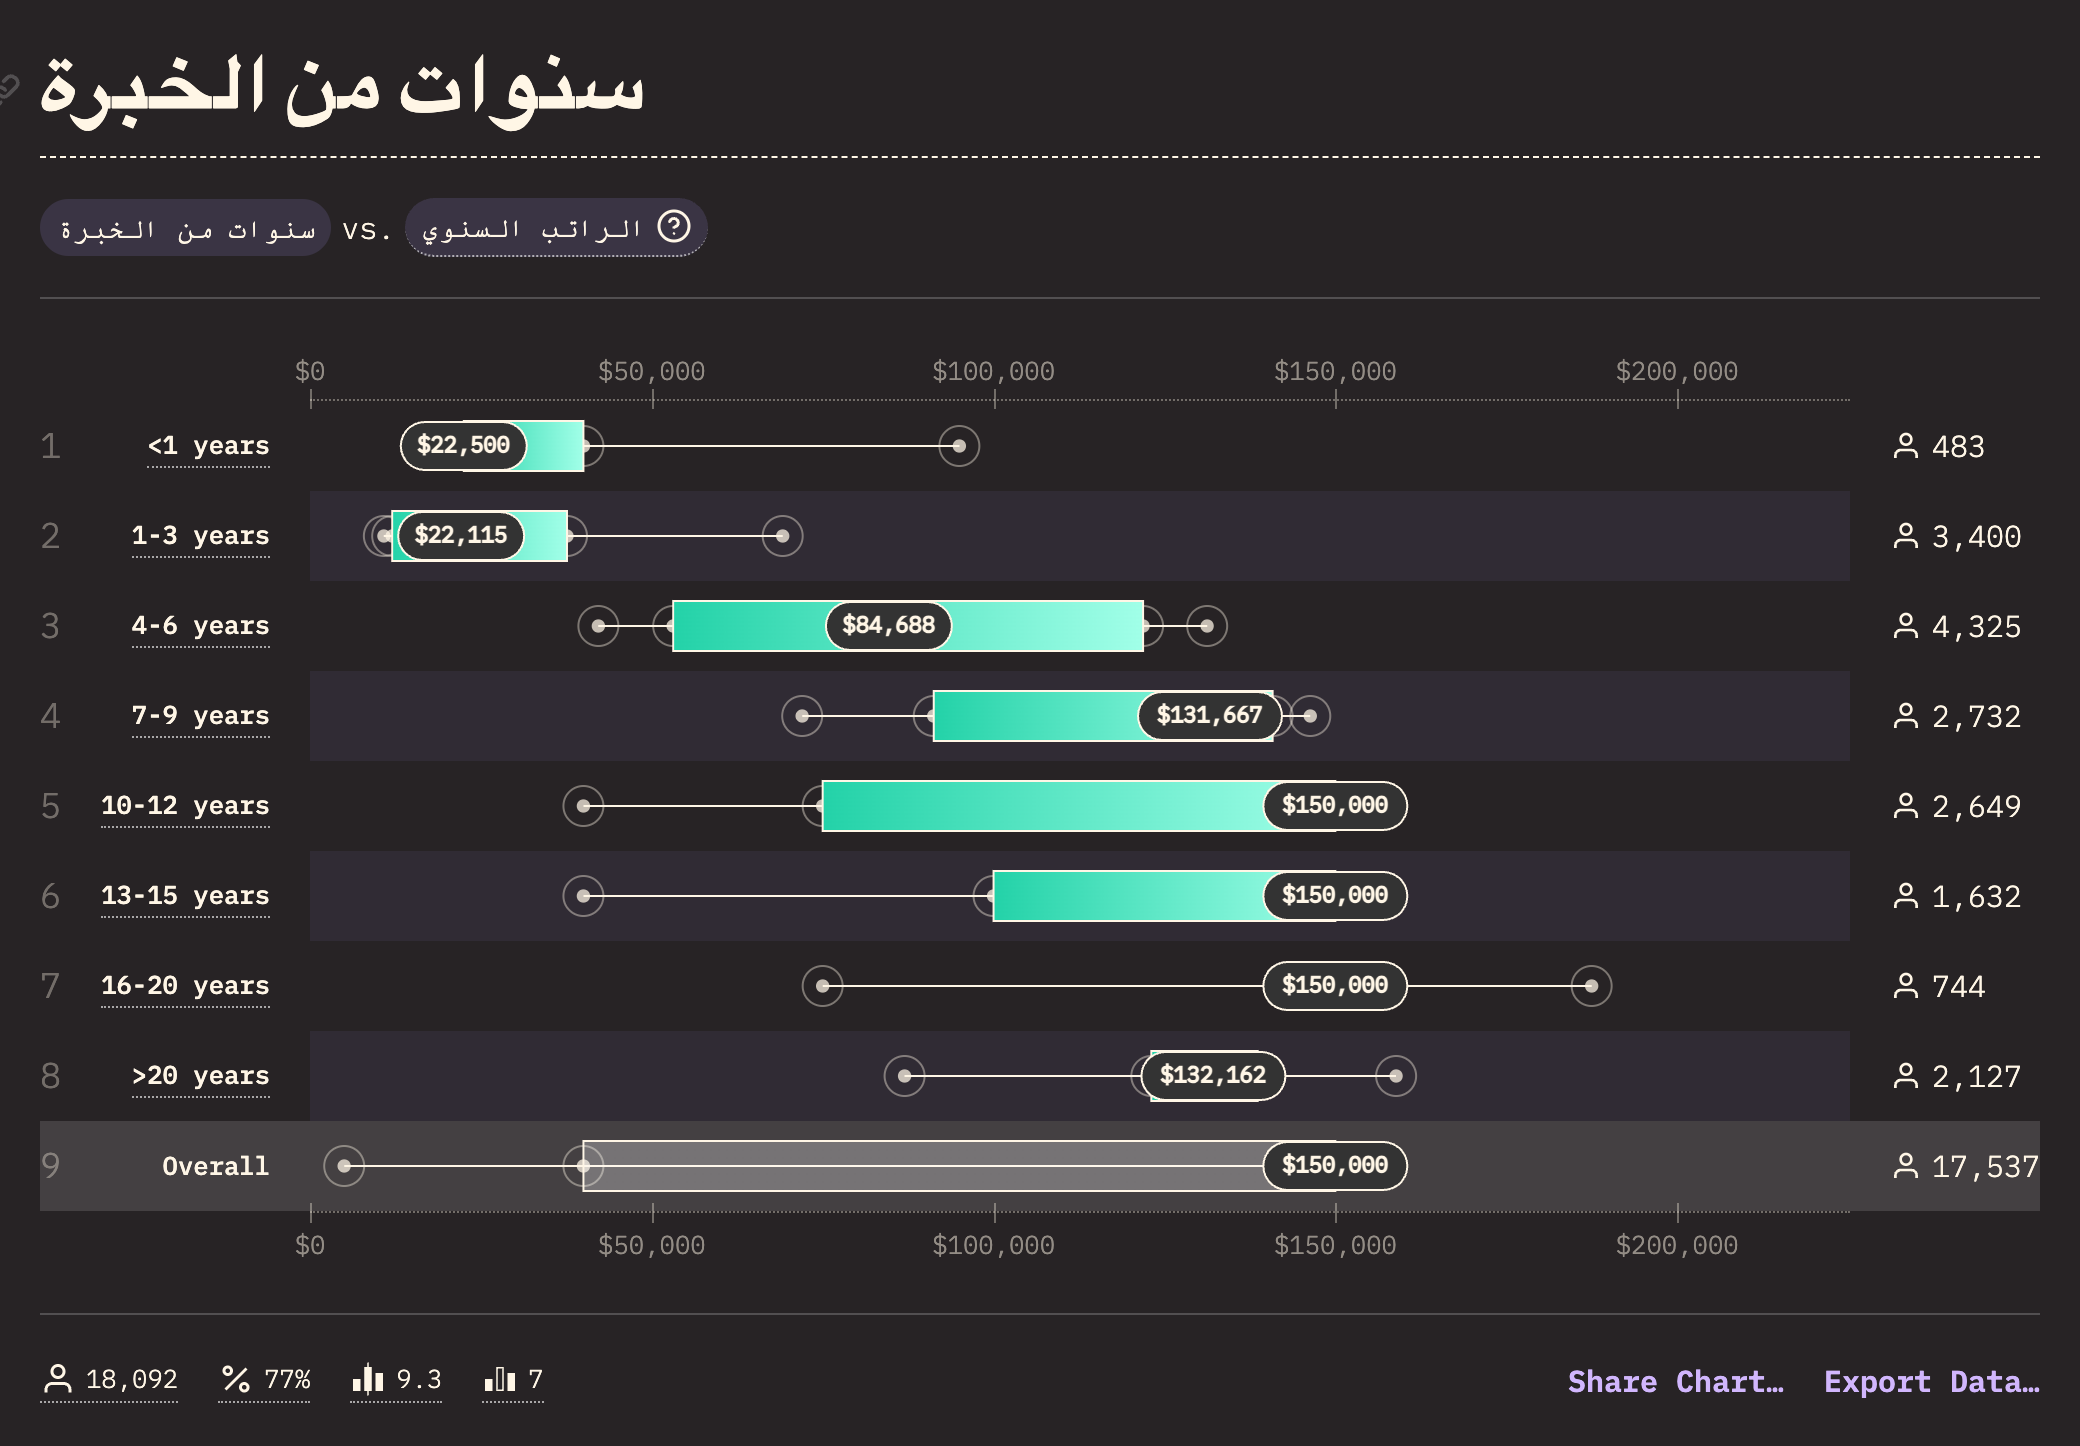 سنوات من الخبرة
سنوات من الخبرة vs. الراتب السنوي
$0 $50,000 $100,000 $150,000 $200,000
1 <1 years $22,500 483
2 1-3 years $22,115 3,400
3 4-6 years $84,688 4,325
4 7-9 years $131,667 2,732
5 10-12 years $150,000 2,649
6 13-15 years $150,000 1,632
7 16-20 years $150,000 744
8 >20 years $132,162 2,127
9 Overall $150,000 17,537
$0 $50,000 $100,000 $150,000 $200,000
18,092 77% 9.3 7 Share Chart… Export Data…